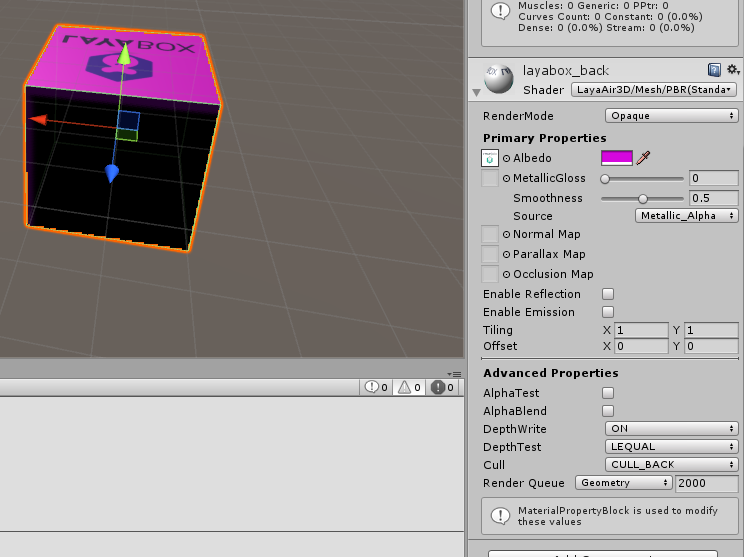 Muscles: 0 Generic: 0 PPtr: 0
Curves Count: 0 Constant: 0 (0.0%)
Dense: 0 (0.0%) Stream: 0 (0.0%)
LAYABOX
layabox_back
Shader LayaAir3D/Mesh/PBR(Standa
RenderMode Opaque
Primary Properties
Albedo
MetallicGloss 0
Smoothness 0.5
Source Metallic_Alpha
Normal Map
Parallax Map
Occlusion Map
Enable Reflection
Enable Emission
Tiling X 1 Y 1
Offset X 0 Y 0
0 0 0
Advanced Properties
AlphaTest
AlphaBlend
DepthWrite ON
DepthTest LEQUAL
Cull CULL_BACK
Render Queue Geometry 2000
MaterialPropertyBlock is used to modify
these values